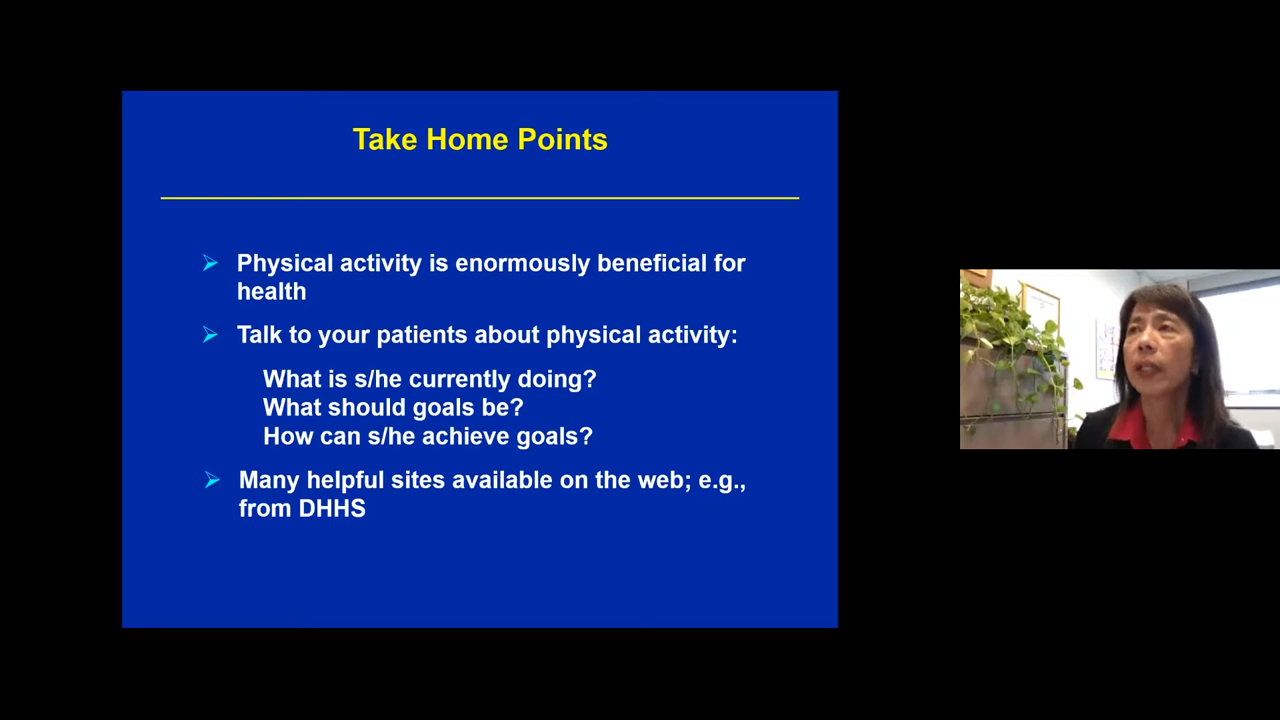 Take Home Points
Physical activity is enormously beneficial for
health
Talk to your patients about physical activity:
What is s/he currently doing?
What should goals be?
How can s/he achieve goals?
Many helpful sites available on the web; e.g.,
from DHHS